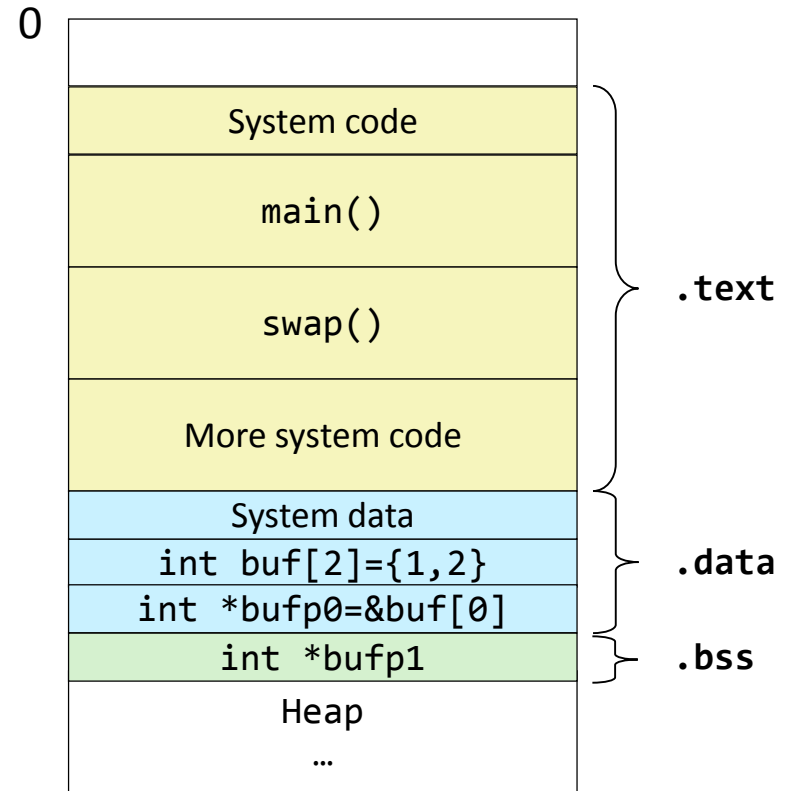 0
System code
main()
swap()
.text
More system code
System data
int buf[2]={1,2}
.data
int *bufp0=&buf[0]
int *bufp1
.bss
Heap
…